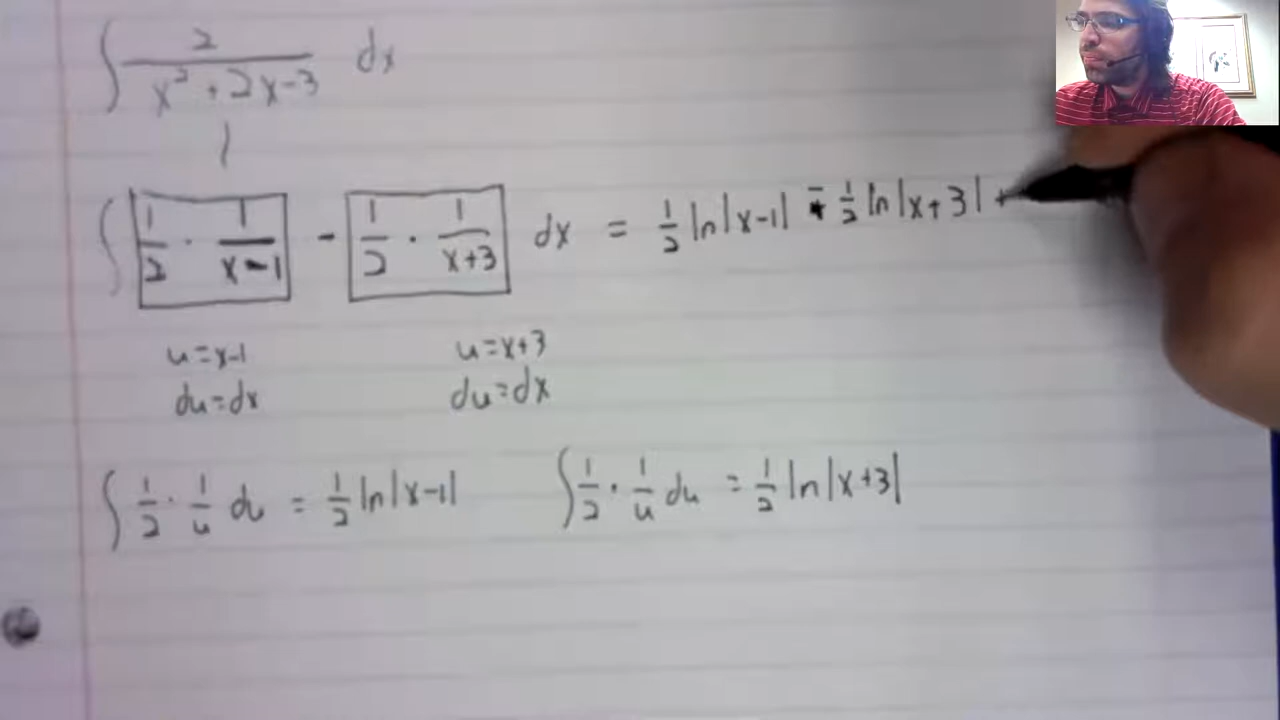 ∫ 2/(x² + 2x - 3) dx
∫ 1/2 · 1/(x-1) - 1/2 · 1/(x+3) dx = 1/2 ln|x-1| - 1/2 ln|x+3| +
u=x-1 u=x+3
du=dx du=dx
∫ 1/2 · 1/u du = 1/2 ln|x-1| ∫ 1/2 · 1/u du = 1/2 ln|x+3|